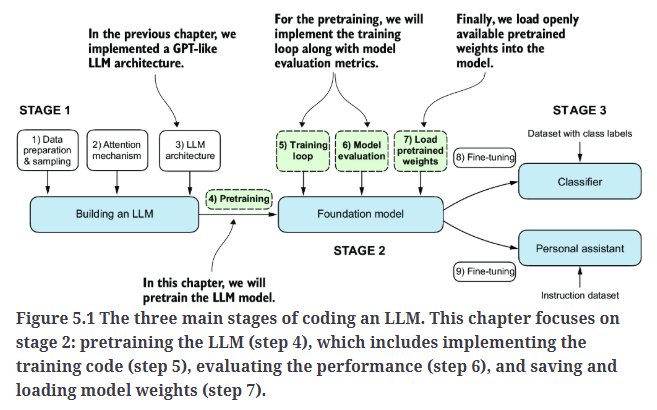 In the previous chapter, we
implemented a GPT-like
LLM architecture.
For the pretraining, we will
implement the training
loop along with model
evaluation metrics.
Finally, we load openly
available pretrained
weights into the
model.
STAGE 1
1) Data
preparation
& sampling
2) Attention
mechanism
3) LLM
architecture
5) Training
loop
6) Model
evaluation
7) Load
pretrained
weights
STAGE 3
Dataset with class labels
8) Fine-tuning
Classifier
Building an LLM
4) Pretraining
Foundation model
STAGE 2
Personal assistant
9) Fine-tuning
Instruction dataset
In this chapter, we will
pretrain the LLM model.
Figure 5.1 The three main stages of coding an LLM. This chapter focuses on
stage 2: pretraining the LLM (step 4), which includes implementing the
training code (step 5), evaluating the performance (step 6), and saving and
loading model weights (step 7).